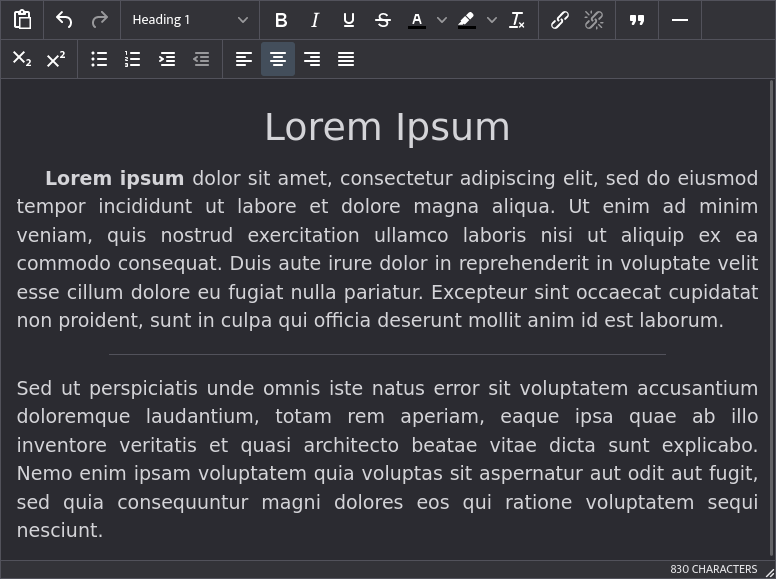 Heading 1
B I U S A
X₂ X²
Lorem Ipsum
Lorem ipsum dolor sit amet, consectetur adipiscing elit, sed do eiusmod
tempor incididunt ut labore et dolore magna aliqua. Ut enim ad minim
veniam, quis nostrud exercitation ullamco laboris nisi ut aliquip ex ea
commodo consequat. Duis aute irure dolor in reprehenderit in voluptate velit
esse cillum dolore eu fugiat nulla pariatur. Excepteur sint occaecat cupidatat
non proident, sunt in culpa qui officia deserunt mollit anim id est laborum.
Sed ut perspiciatis unde omnis iste natus error sit voluptatem accusantium
doloremque laudantium, totam rem aperiam, eaque ipsa quae ab illo
inventore veritatis et quasi architecto beatae vitae dicta sunt explicabo.
Nemo enim ipsam voluptatem quia voluptas sit aspernatur aut odit aut fugit,
sed quia consequuntur magni dolores eos qui ratione voluptatem sequi
nesciunt.
830 CHARACTERS